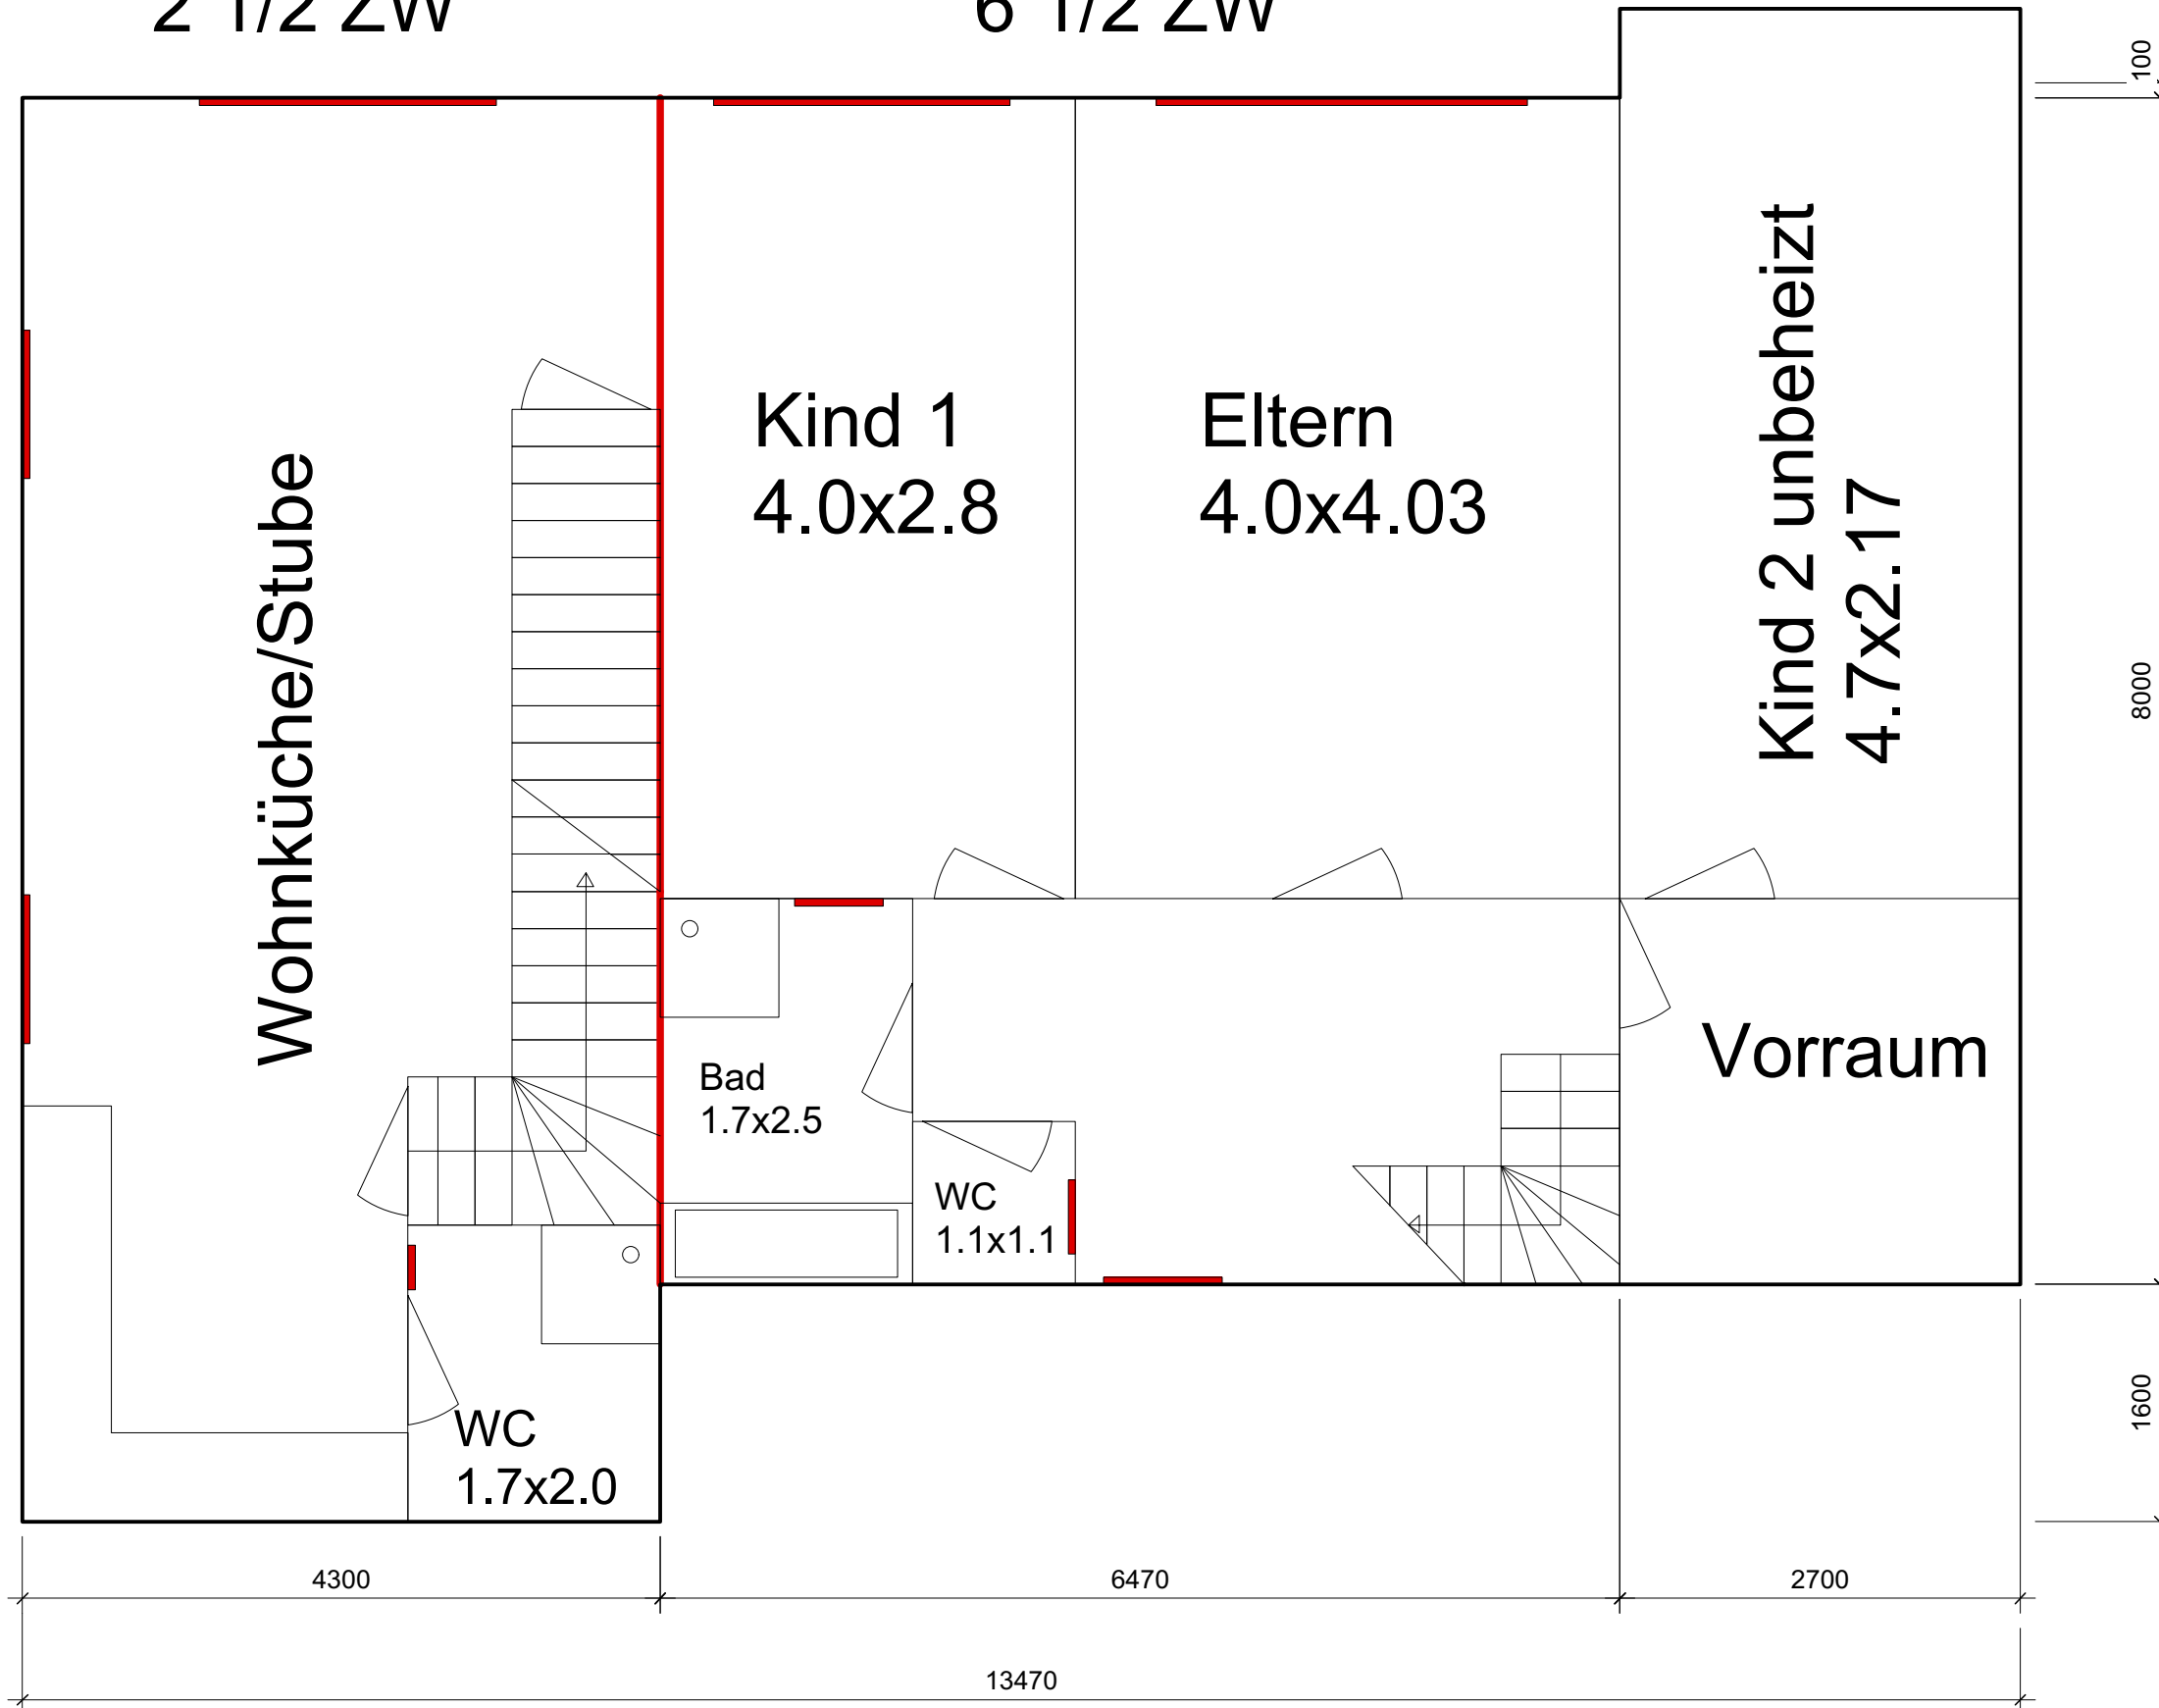 2 1/2 ZW
6 1/2 ZW
100
Kind 1
4.0x2.8
Eltern
4.0x4.03
Kind 2 unbeheizt
4.7x2.17
Wohnküche/Stube
8000
Vorraum
Bad
1.7x2.5
WC
1.1x1.1
WC
1.7x2.0
1600
4300
6470
2700
13470